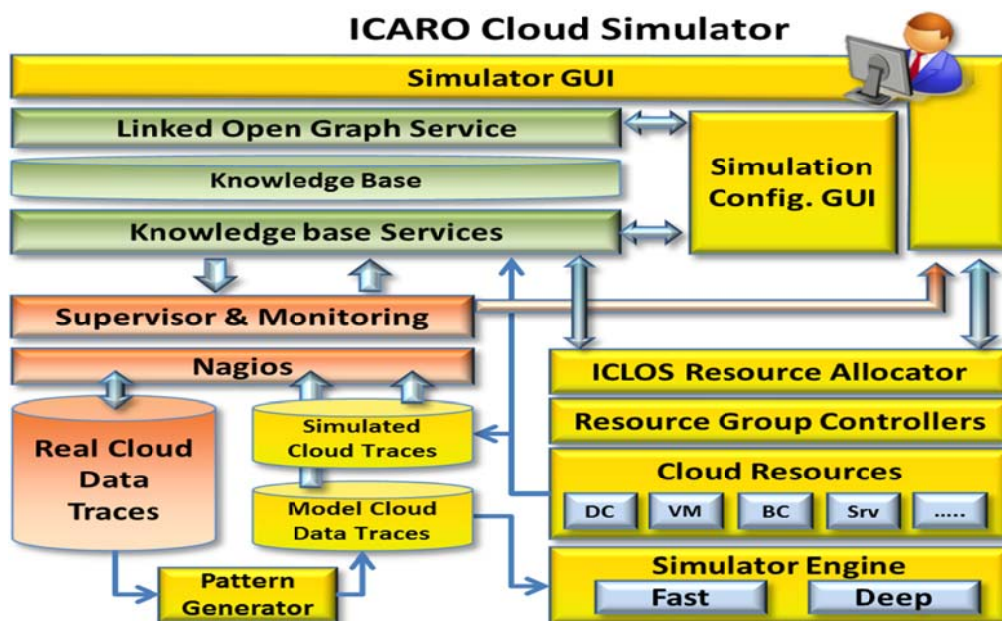 ICARO Cloud Simulator
Simulator GUI
Linked Open Graph Service
Knowledge Base
Knowledge base Services
Simulation
Config. GUI
Supervisor & Monitoring
Nagios
Real Cloud
Data
Traces
Simulated
Cloud Traces
Model Cloud
Data Traces
Pattern
Generator
ICLOS Resource Allocator
Resource Group Controllers
Cloud Resources
DC
VM
BC
Srv
.....
Simulator Engine
Fast
Deep